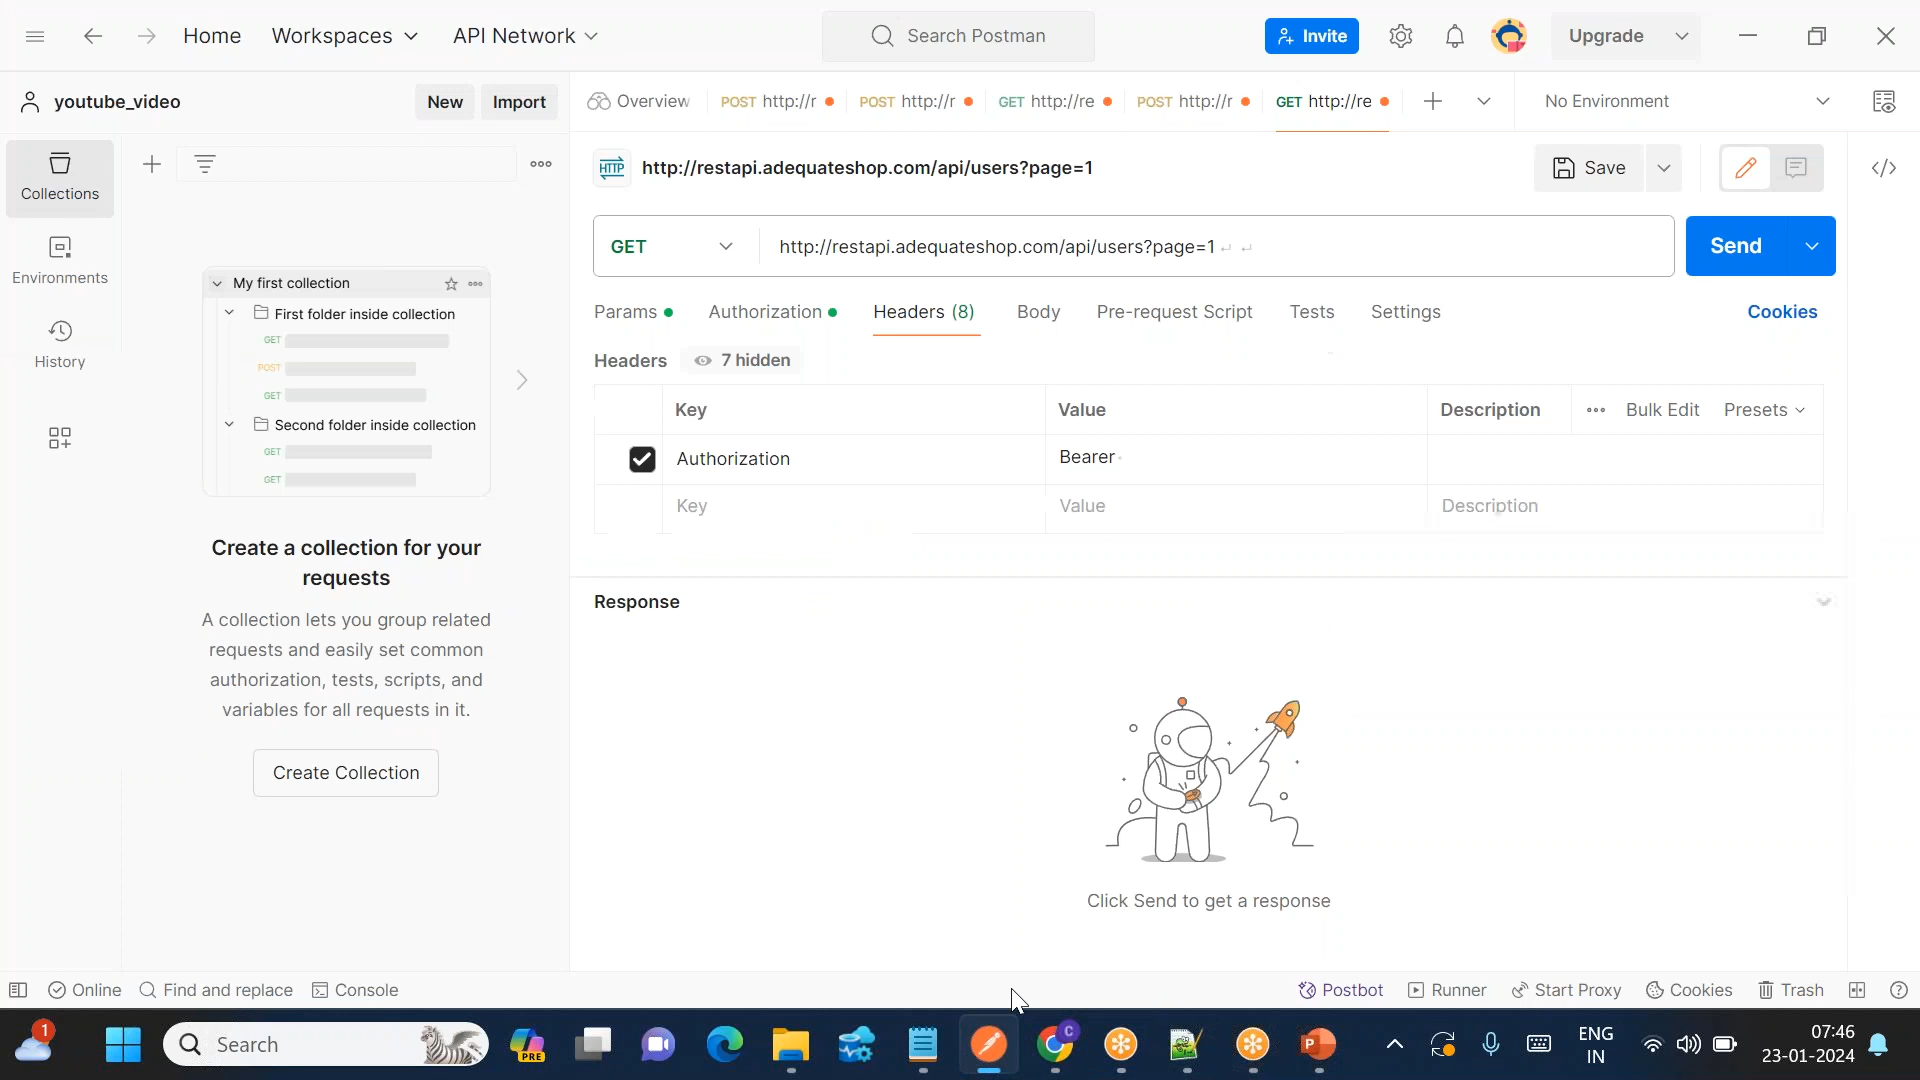 Home
Workspaces
API Network
Search Postman
Invite
Upgrade
youtube_video
New
Import
Overview
POST http://r
POST http://r
GET http://re
POST http://r
GET http://re
No Environment
Collections
Environments
History
My first collection
First folder inside collection
GET
POST
GET
Second folder inside collection
GET
GET
Create a collection for your
requests
A collection lets you group related
requests and easily set common
authorization, tests, scripts, and
variables for all requests in it.
Create Collection
HTTP
http://restapi.adequateshop.com/api/users?page=1
Save
GET
http://restapi.adequateshop.com/api/users?page=1
Send
Params
Authorization
Headers (8)
Body
Pre-request Script
Tests
Settings
Cookies
Headers
7 hidden
Key
Value
Description
Bulk Edit
Presets
Authorization
Bearer
Key
Value
Description
Response
Click Send to get a response
Online
Find and replace
Console
Postbot
Runner
Start Proxy
Cookies
Trash
1
Search
PRE
C
P
ENG
IN
07:46
23-01-2024